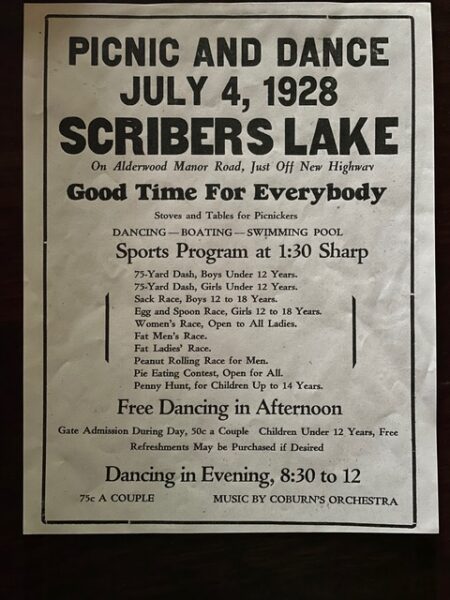 PICNIC AND DANCE
JULY 4, 1928
SCRIBERS LAKE
On Alderwood Manor Road, Just Off New Highway
Good Time For Everybody
Stoves and Tables for Picnickers
DANCING — BOATING — SWIMMING POOL
Sports Program at 1:30 Sharp
75-Yard Dash, Boys Under 12 Years.
75-Yard Dash, Girls Under 12 Years.
Sack Race, Boys 12 to 18 Years.
Egg and Spoon Race, Girls 12 to 18 Years.
Women's Race, Open to All Ladies.
Fat Men's Race.
Fat Ladies' Race.
Peanut Rolling Race for Men.
Pie Eating Contest, Open for All.
Penny Hunt, for Children Up to 14 Years.
Free Dancing in Afternoon
Gate Admission During Day, 50c a Couple Children Under 12 Years, Free
Refreshments May be Purchased if Desired
Dancing in Evening, 8:30 to 12
75c A COUPLE MUSIC BY COBURN'S ORCHESTRA